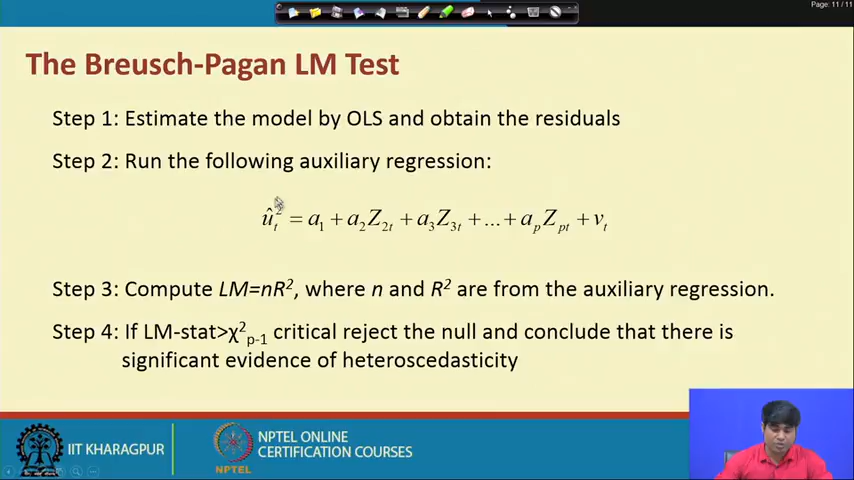 Page: 11 / 11
The Breusch-Pagan LM Test
Step 1: Estimate the model by OLS and obtain the residuals
Step 2: Run the following auxiliary regression:
û²ₜ = a₁ + a₂Z₂ₜ + a₃Z₃ₜ + ... + aₚZₚₜ + vₜ
Step 3: Compute LM=nR², where n and R² are from the auxiliary regression.
Step 4: If LM-stat>χ²p-1 critical reject the null and conclude that there is
significant evidence of heteroscedasticity
IIT KHARAGPUR
NPTEL
NPTEL ONLINE
CERTIFICATION COURSES